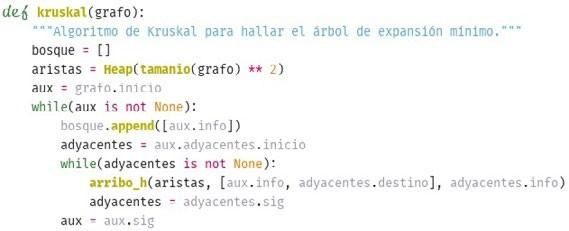 def kruskal(grafo):
"""Algoritmo de Kruskal para hallar el árbol de expansión mínimo."""
bosque = []
aristas = Heap(tamanio(grafo) ** 2)
aux = grafo.inicio
while(aux is not None):
bosque.append([aux.info])
adyacentes = aux.adyacentes.inicio
while(adyacentes is not None):
arribo_h(aristas, [aux.info, adyacentes.destino], adyacentes.info)
adyacentes = adyacentes.sig
aux = aux.sig